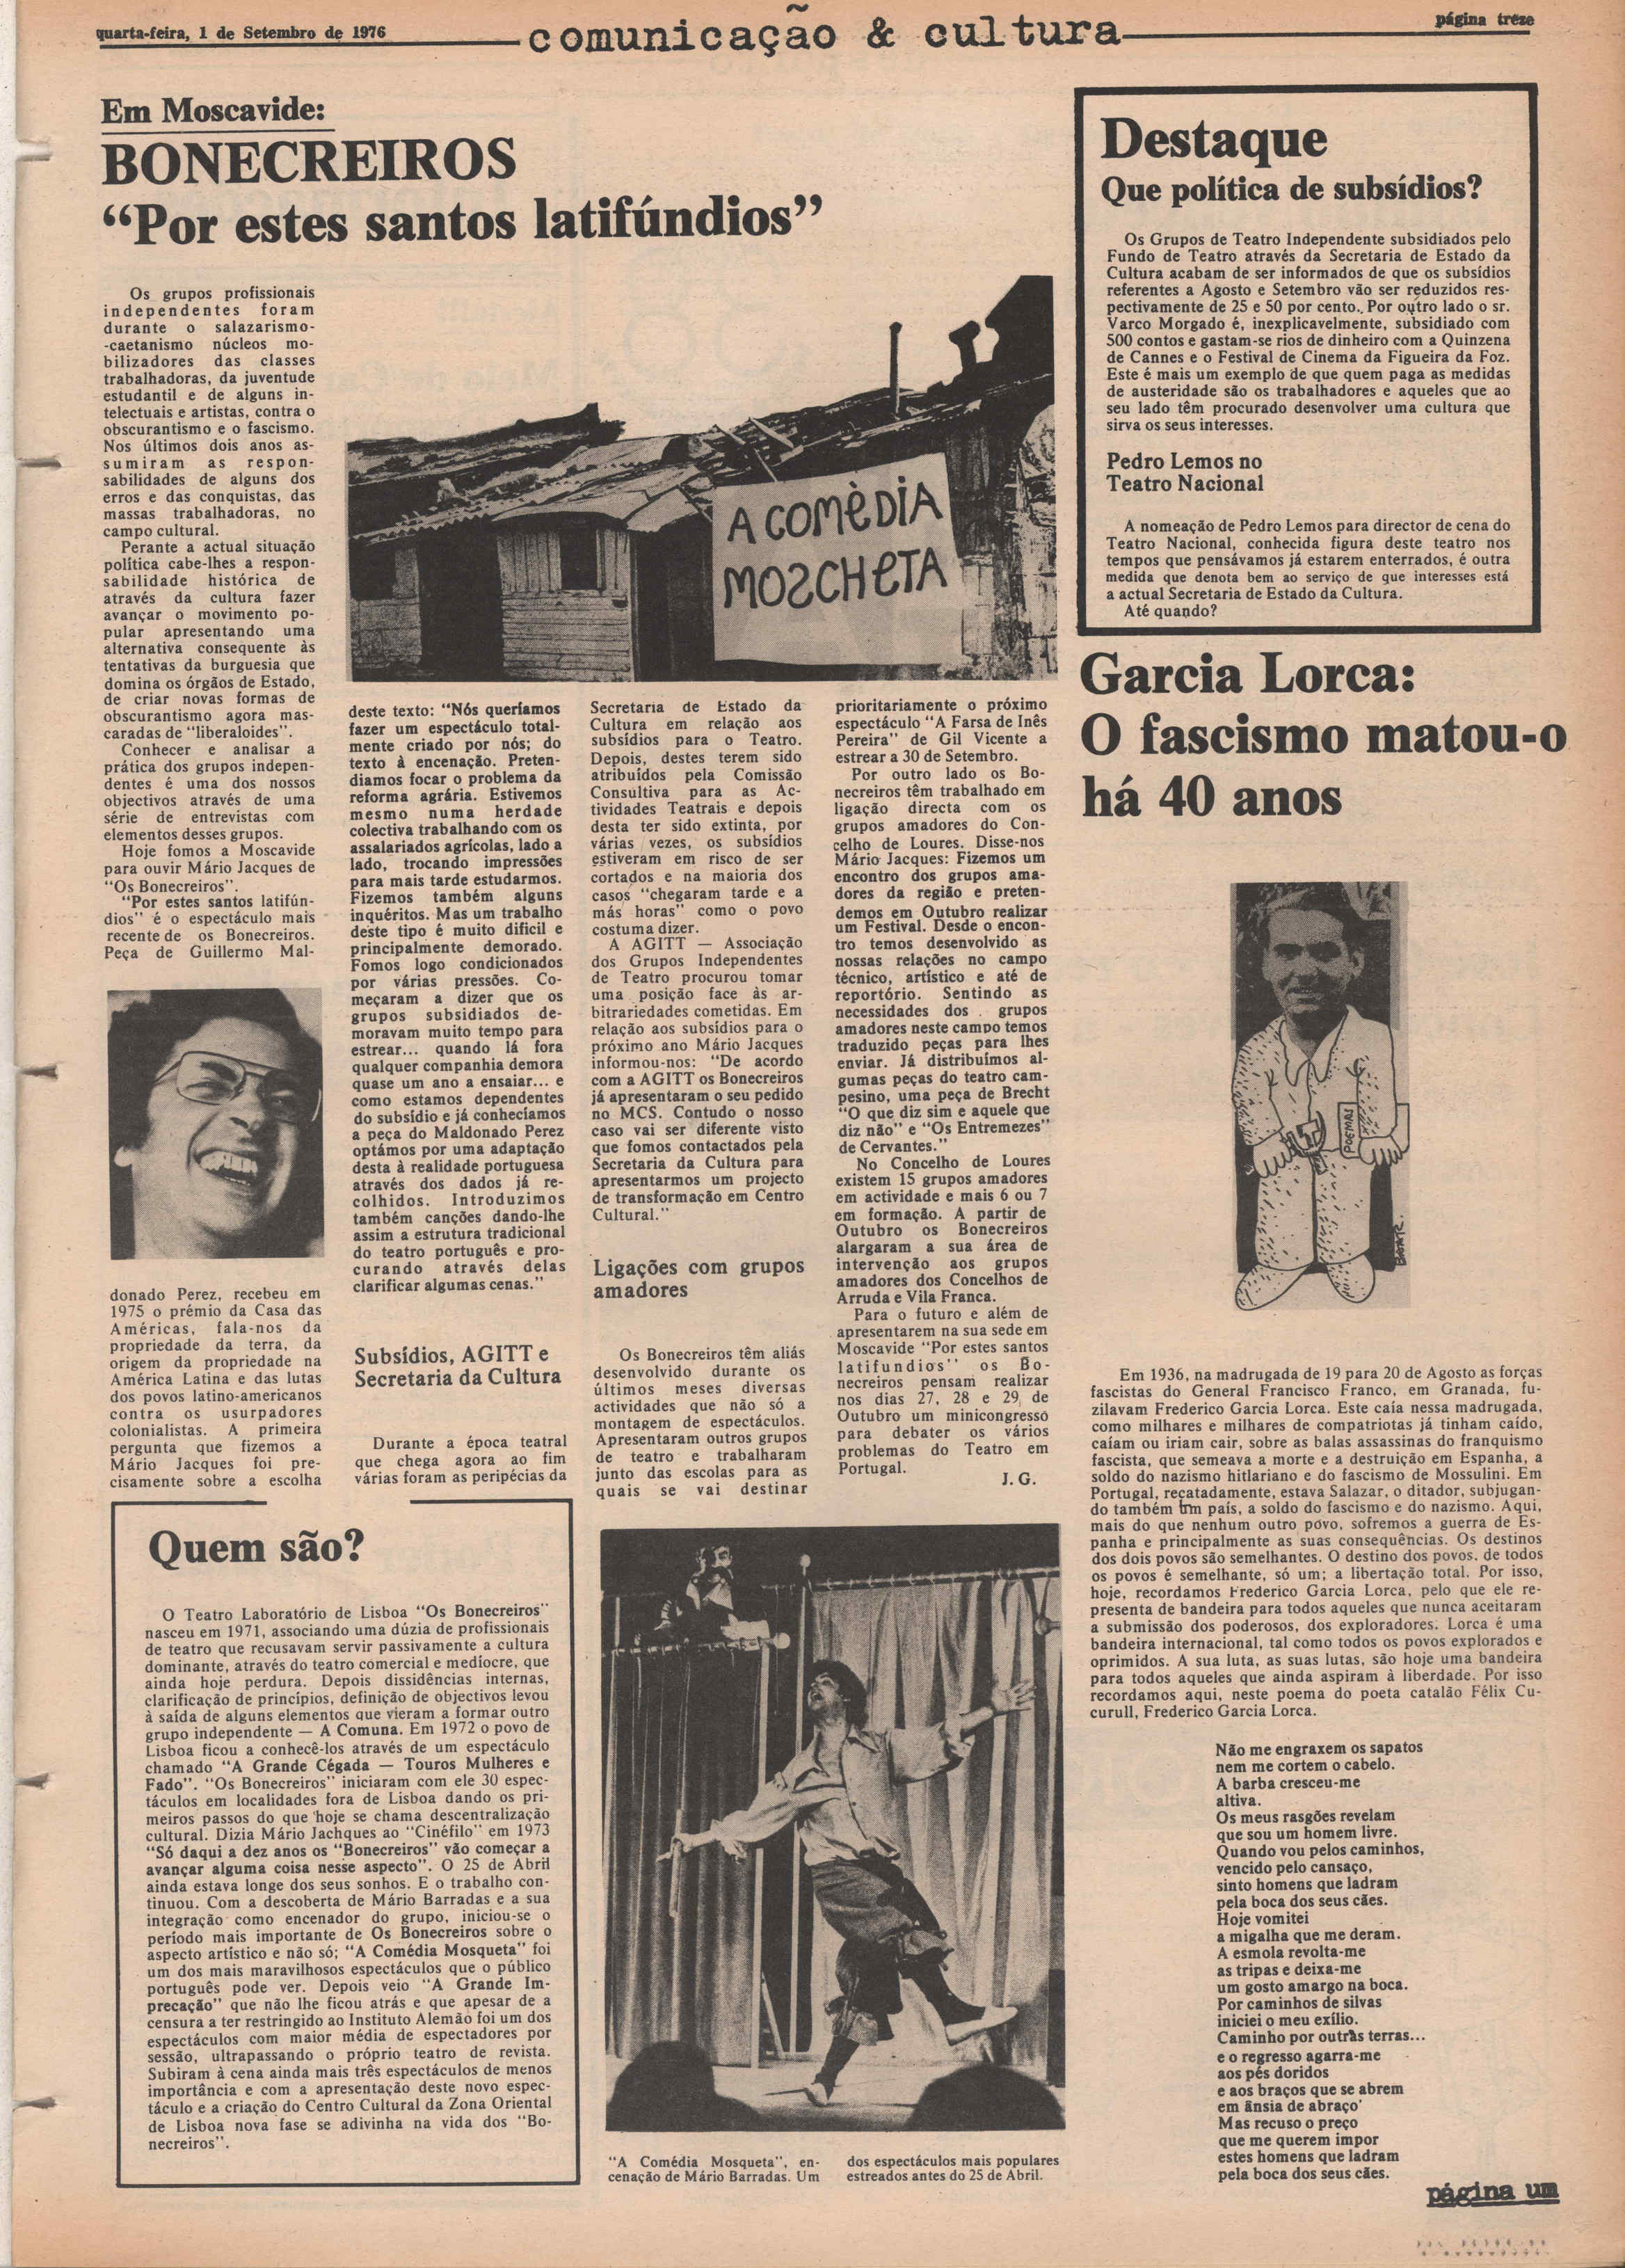 quarta-feira, 1 de Setembro de 1976
comunicação & cultura
página treze
Em Moscavide:
BONECREIROS
“Por estes santos latifúndios”
Os grupos profissionais
independentes foram
durante o salazarismo-
-caetanismo núcleos mo-
bilizadores das classes
trabalhadoras, da juventude
estudantil e de alguns in-
telectuais e artistas, contra o
obscurantismo e o fascismo.
Nos últimos dois anos as-
sumiram as respon-
sabilidades de alguns dos
erros e das conquistas, das
massas trabalhadoras, no
campo cultural.
Perante a actual situação
política cabe-lhes a respon-
sabilidade histórica de
através da cultura fazer
avançar o movimento po-
pular apresentando uma
alternativa consequente às
tentativas da burguesia que
domina os órgãos de Estado,
de criar novas formas de
obscurantismo agora mas-
caradas de “liberaloides”.
Conhecer e analisar a
prática dos grupos indepen-
dentes é uma dos nossos
objectivos através de uma
série de entrevistas com
elementos desses grupos.
Hoje fomos a Moscavide
para ouvir Mário Jacques de
“Os Bonecreiros”.
“Por estes santos latifún-
dios” é o espectáculo mais
recente de os Bonecreiros.
Peça de Guillermo Mal-
donado Perez, recebeu em
1975 o prémio da Casa das
Américas, fala-nos da
propriedade da terra, da
origem da propriedade na
América Latina e das lutas
dos povos latino-americanos
contra os usurpadores
colonialistas. A primeira
pergunta que fizemos a
Mário Jacques foi pre-
cisamente sobre a escolha
A COMÈDIA
MOSCHETA
deste texto: “Nós queríamos
fazer um espectáculo total-
mente criado por nós; do
texto à encenação. Preten-
diamos focar o problema da
reforma agrária. Estivemos
mesmo numa herdade
colectiva trabalhando com os
assalariados agrícolas, lado a
lado, trocando impressões
para mais tarde estudarmos.
Fizemos também alguns
inquéritos. Mas um trabalho
deste tipo é muito difícil e
principalmente demorado.
Fomos logo condicionados
por várias pressões. Co-
meçaram a dizer que os
grupos subsidiados de-
moravam muito tempo para
estrear... quando lá fora
qualquer companhia demora
quase um ano a ensaiar... e
como estamos dependentes
do subsídio e já conhecíamos
a peça do Maldonado Perez
optámos por uma adaptação
desta à realidade portuguesa
através dos dados já re-
colhidos. Introduzimos
também canções dando-lhe
assim a estrutura tradicional
do teatro português e pro-
curando através delas
clarificar algumas cenas.”
Subsídios, AGITT e
Secretaria da Cultura
Durante a época teatral
que chega agora ao fim
várias foram as peripécias da
Secretaria de Estado da
Cultura em relação aos
subsídios para o Teatro.
Depois, destes terem sido
atribuídos pela Comissão
Consultiva para as Ac-
tividades Teatrais e depois
desta ter sido extinta, por
várias vezes, os subsídios
estiveram em risco de ser
cortados e na maioria dos
casos “chegaram tarde e a
más horas” como o povo
costuma dizer.
A AGITT — Associação
dos Grupos Independentes
de Teatro procurou tomar
uma posição face às ar-
bitrariedades cometidas. Em
relação aos subsídios para o
próximo ano Mário Jacques
informou-nos: “De acordo
com a AGITT os Bonecreiros
já apresentaram o seu pedido
no MCS. Contudo o nosso
caso vai ser diferente visto
que fomos contactados pela
Secretaria da Cultura para
apresentarmos um projecto
de transformação em Centro
Cultural.”
Ligações com grupos
amadores
Os Bonecreiros têm aliás
desenvolvido durante os
últimos meses diversas
actividades que não só a
montagem de espectáculos.
Apresentaram outros grupos
de teatro e trabalharam
junto das escolas para as
quais se vai destinar
prioritariamente o próximo
espectáculo “A Farsa de Inês
Pereira” de Gil Vicente a
estrear a 30 de Setembro.
Por outro lado os Bo-
necreiros têm trabalhado em
ligação directa com os
grupos amadores do Con-
celho de Loures. Disse-nos
Mário Jacques: Fizemos um
encontro dos grupos ama-
dores da região e preten-
demos em Outubro realizar
um Festival. Desde o encon-
tro temos desenvolvido as
nossas relações no campo
técnico, artístico e até de
reportório. Sentindo as
necessidades dos grupos
amadores neste campo temos
traduzido peças para lhes
enviar. Já distribuímos al-
gumas peças do teatro cam-
pesino, uma peça de Brecht
“O que diz sim e aquele que
diz não” e “Os Entremezes”
de Cervantes.”
No Concelho de Loures
existem 15 grupos amadores
em actividade e mais 6 ou 7
em formação. A partir de
Outubro os Bonecreiros
alargaram a sua área de
intervenção aos grupos
amadores dos Concelhos de
Arruda e Vila Franca.
Para o futuro e além de
apresentarem na sua sede em
Moscavide “Por estes santos
latifundios” os Bo-
necreiros pensam realizar
nos dias 27, 28 e 29, de
Outubro um minicongresso
para debater os vários
problemas do Teatro em
Portugal.
J. G.
Quem são?
O Teatro Laboratório de Lisboa “Os Bonecreiros”
nasceu em 1971, associando uma dúzia de profissionais
de teatro que recusavam servir passivamente a cultura
dominante, através do teatro comercial e medíocre, que
ainda hoje perdura. Depois dissidências internas,
clarificação de princípios, definição de objectivos levou
à saída de alguns elementos que vieram a formar outro
grupo independente — A Comuna. Em 1972 o povo de
Lisboa ficou a conhecê-los através de um espectáculo
chamado “A Grande Cégada — Touros Mulheres e
Fado”. “Os Bonecreiros” iniciaram com ele 30 espec-
táculos em localidades fora de Lisboa dando os pri-
meiros passos do que hoje se chama descentralização
cultural. Dizia Mário Jachques ao “Cinéfilo” em 1973
“Só daqui a dez anos os “Bonecreiros” vão começar a
avançar alguma coisa nesse aspecto”. O 25 de Abril
ainda estava longe dos seus sonhos. E o trabalho con-
tinuou. Com a descoberta de Mário Barradas e a sua
integração como encenador do grupo, iniciou-se o
período mais importante de Os Bonecreiros sobre o
aspecto artístico e não só; “A Comédia Mosqueta” foi
um dos mais maravilhosos espectáculos que o público
português pode ver. Depois veio “A Grande Im-
precação” que não lhe ficou atrás e que apesar de a
censura a ter restringido ao Instituto Alemão foi um dos
espectáculos com maior média de espectadores por
sessão, ultrapassando o próprio teatro de revista.
Subiram à cena ainda mais três espectáculos de menos
importância e com a apresentação deste novo espec-
táculo e a criação do Centro Cultural da Zona Oriental
de Lisboa nova fase se adivinha na vida dos “Bo-
necreiros”.
“A Comédia Mosqueta”, en-
cenação de Mário Barradas. Um
dos espectáculos mais populares
estreados antes do 25 de Abril.
Destaque
Que política de subsídios?
Os Grupos de Teatro Independente subsidiados pelo
Fundo de Teatro através da Secretaria de Estado da
Cultura acabam de ser informados de que os subsídios
referentes a Agosto e Setembro vão ser reduzidos res-
pectivamente de 25 e 50 por cento. Por outro lado o sr.
Varco Morgado é, inexplicavelmente, subsidiado com
500 contos e gastam-se rios de dinheiro com a Quinzena
de Cannes e o Festival de Cinema da Figueira da Foz.
Este é mais um exemplo de que quem paga as medidas
de austeridade são os trabalhadores e aqueles que ao
seu lado têm procurado desenvolver uma cultura que
sirva os seus interesses.
Pedro Lemos no
Teatro Nacional
A nomeação de Pedro Lemos para director de cena do
Teatro Nacional, conhecida figura deste teatro nos
tempos que pensávamos já estarem enterrados, é outra
medida que denota bem ao serviço de que interesses está
a actual Secretaria de Estado da Cultura.
Até quando?
Garcia Lorca:
O fascismo matou-o
há 40 anos
POEMAS
Em 1936, na madrugada de 19 para 20 de Agosto as forças
fascistas do General Francisco Franco, em Granada, fu-
zilavam Frederico Garcia Lorca. Este caía nessa madrugada,
como milhares e milhares de compatriotas já tinham caído,
caíam ou iriam cair, sobre as balas assassinas do franquismo
fascista, que semeava a morte e a destruição em Espanha, a
soldo do nazismo hitlariano e do fascismo de Mossulini. Em
Portugal, recatadamente, estava Salazar, o ditador, subjugan-
do também um país, a soldo do fascismo e do nazismo. Aqui,
mais do que nenhum outro povo, sofremos a guerra de Es-
panha e principalmente as suas consequências. Os destinos
dos dois povos são semelhantes. O destino dos povos. de todos
os povos é semelhante, só um; a libertação total. Por isso,
hoje, recordamos Frederico Garcia Lorca, pelo que ele re-
presenta de bandeira para todos aqueles que nunca aceitaram
a submissão dos poderosos, dos exploradores. Lorca é uma
bandeira internacional, tal como todos os povos explorados e
oprimidos. A sua luta, as suas lutas, são hoje uma bandeira
para todos aqueles que ainda aspiram à liberdade. Por isso
recordamos aqui, neste poema do poeta catalão Félix Cu-
curull, Frederico Garcia Lorca.
Não me engraxem os sapatos
nem me cortem o cabelo.
A barba cresceu-me
altiva.
Os meus rasgões revelam
que sou um homem livre.
Quando vou pelos caminhos,
vencido pelo cansaço,
sinto homens que ladram
pela boca dos seus cães.
Hoje vomitei
a migalha que me deram.
A esmola revolta-me
as tripas e deixa-me
um gosto amargo na boca.
Por caminhos de silvas
iniciei o meu exílio.
Caminho por outras terras...
e o regresso agarra-me
aos pés doridos
e aos braços que se abrem
em ânsia de abraço
Mas recuso o preço
que me querem impor
estes homens que ladram
pela boca dos seus cães.
página um